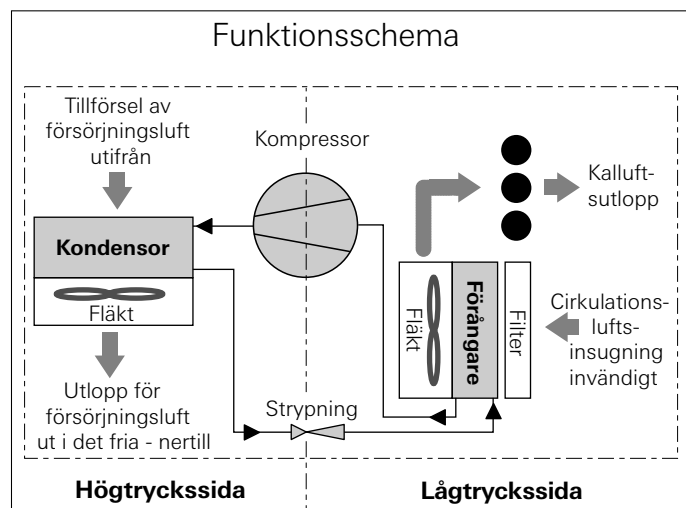 Funktionsschema
Tillförsel av
försörjningsluft
utifrån
Kompressor
Kalluft-
sutlopp
Kondensor
Fläkt
Fläkt
Förångare
Filter
Cirkulations-
lufts-
insugning
invändigt
Utlopp för
försörjningsluft
ut i det fria - nertill
Strypning
Högtryckssida
Lågtryckssida